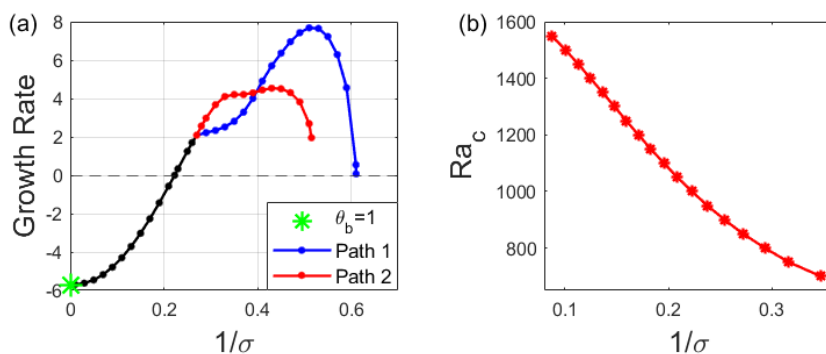 (a)
Growth Rate
8
6
4
2
0
-2
-4
-6
0
0.2
0.4
0.6
1/σ
θb=1
Path 1
Path 2
(b)
Rac
1600
1400
1200
1000
800
0.1
0.2
0.3
1/σ